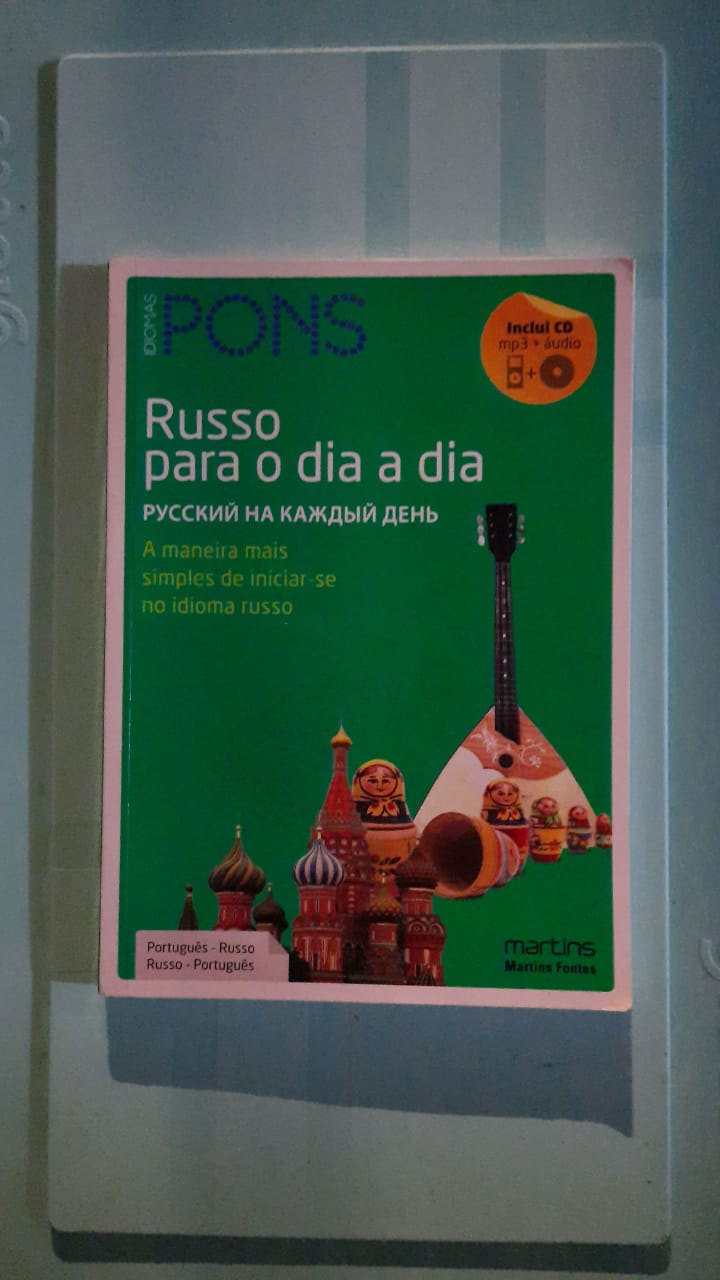 IDIOMAS
PONS
Inclui CD
mp3 + áudio
+
Russo
para o dia a dia
РУССКИЙ НА КАЖДЫЙ ДЕНЬ
A maneira mais
simples de iniciar-se
no idioma russo
Português - Russo
Russo - Português
martins
Martins Fontes